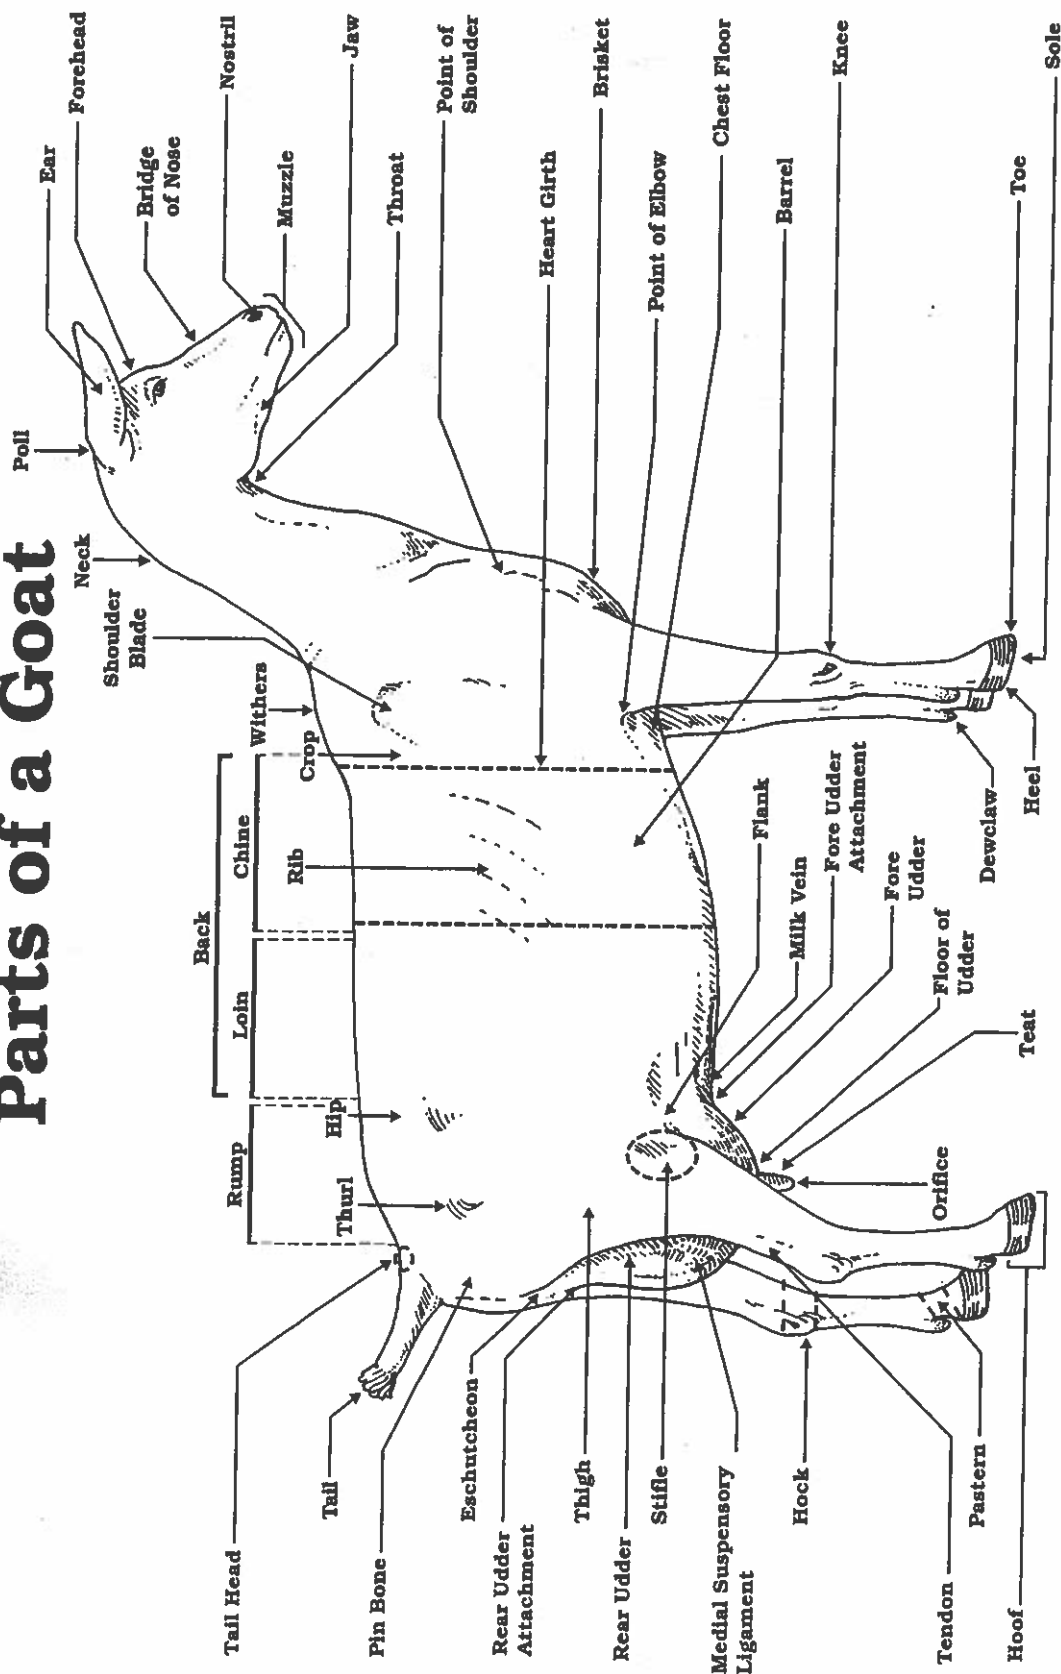 Parts of a Goat
Poll
Ear
Forehead
Bridge
of Nose
Nostril
Muzzle
Jaw
Throat
Point of
Shoulder
Heart Girth
Brisket
Point of Elbow
Chest Floor
Barrel
Knee
Toe
Sole
Neck
Shoulder
Blade
Withers
Crop
Back
Chine
Rib
Loin
Rump
Hip
Thurl
Tail Head
Tail
Pin Bone
Eschutcheon
Rear Udder
Attachment
Thigh
Rear Udder
Stifle
Medial Suspensory
Ligament
Hock
Tendon
Pastern
Hoof
Orifice
Teat
Floor of
Udder
Fore
Udder
Fore Udder
Attachment
Milk Vein
Flank
Dewclaw
Heel